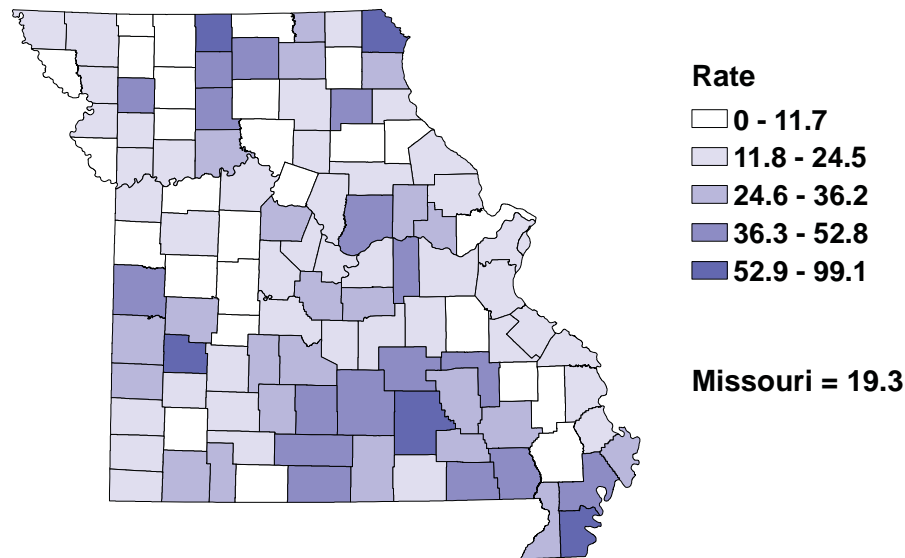 Rate
0 - 11.7
11.8 - 24.5
24.6 - 36.2
36.3 - 52.8
52.9 - 99.1
Missouri = 19.3